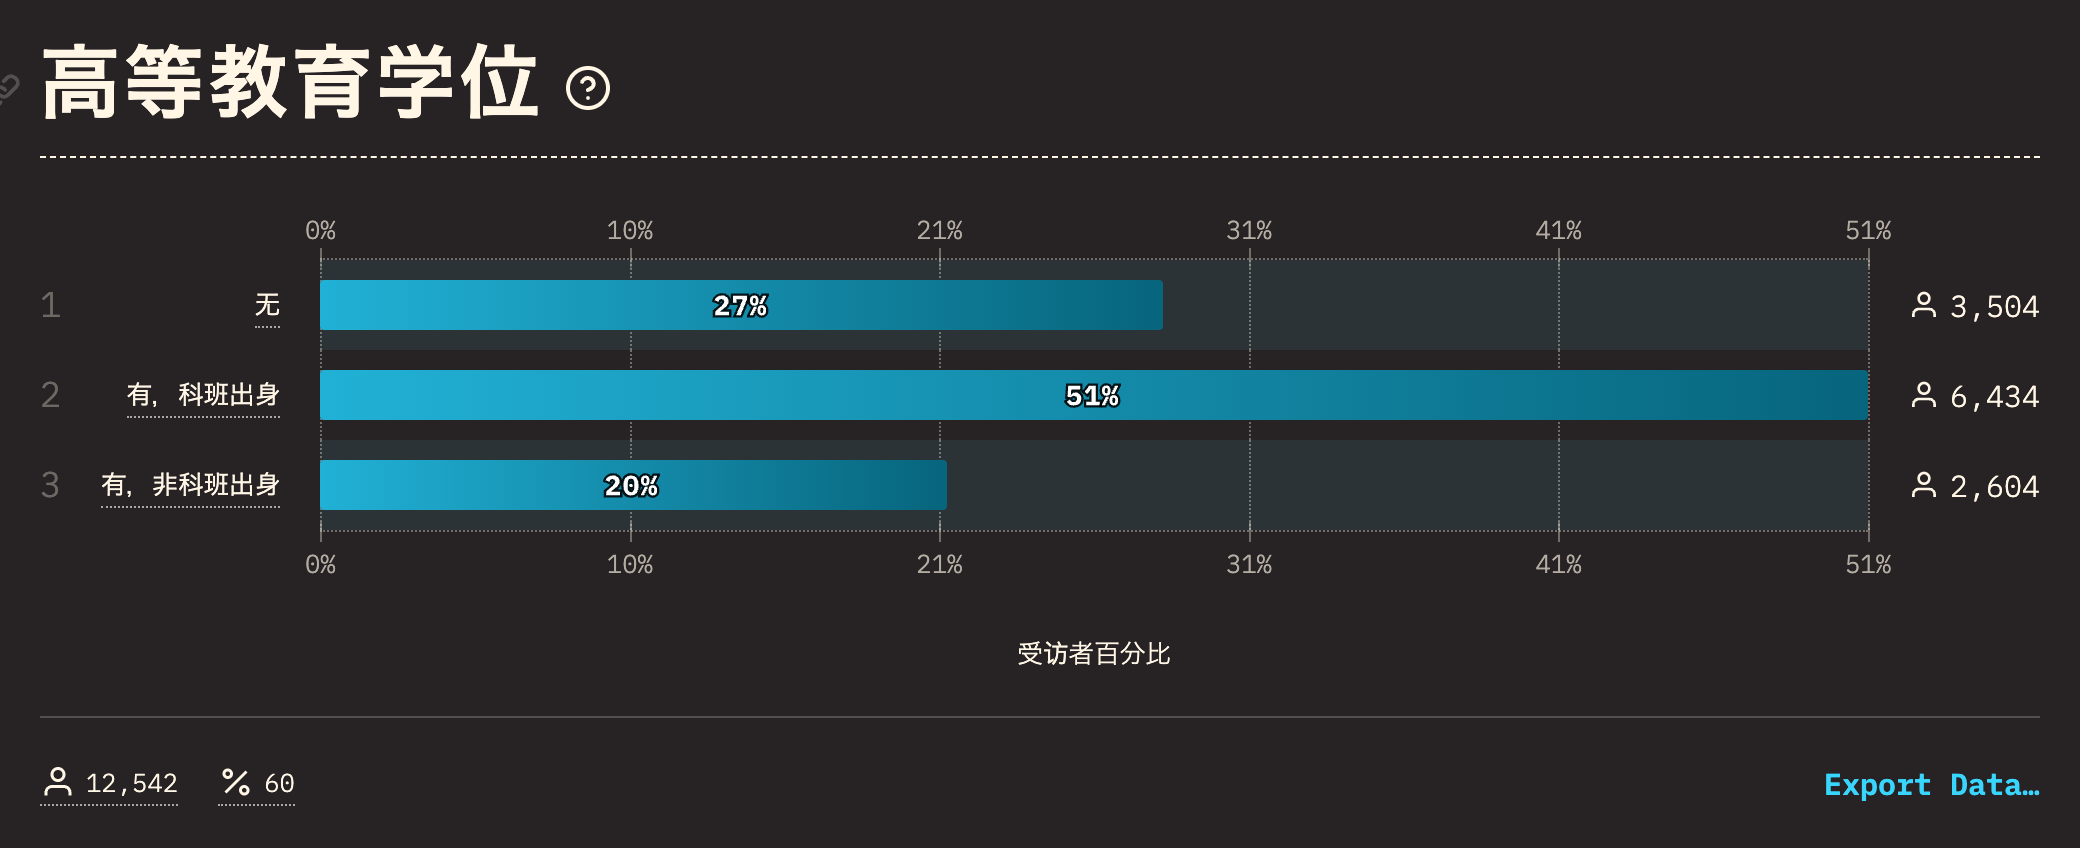 高等教育学位
0% 10% 21% 31% 41% 51%
1 无 27% 3,504
2 有，科班出身 51% 6,434
3 有，非科班出身 20% 2,604
0% 10% 21% 31% 41% 51%
受访者百分比
12,542 % 60 Export Data…